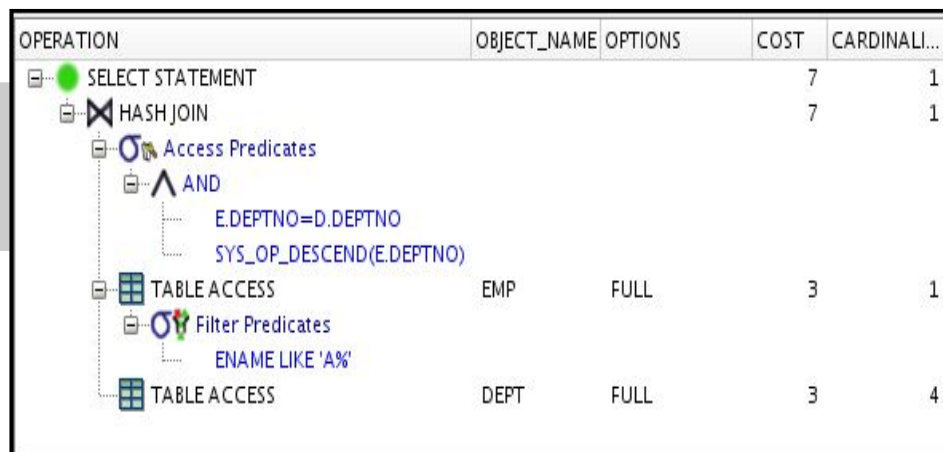 OPERATION OBJECT_NAME OPTIONS COST CARDINALI...
SELECT STATEMENT 7 1
HASH JOIN 7 1
Access Predicates
AND
E.DEPTNO=D.DEPTNO
SYS_OP_DESCEND(E.DEPTNO)
TABLE ACCESS EMP FULL 3 1
Filter Predicates
ENAME LIKE 'A%'
TABLE ACCESS DEPT FULL 3 4